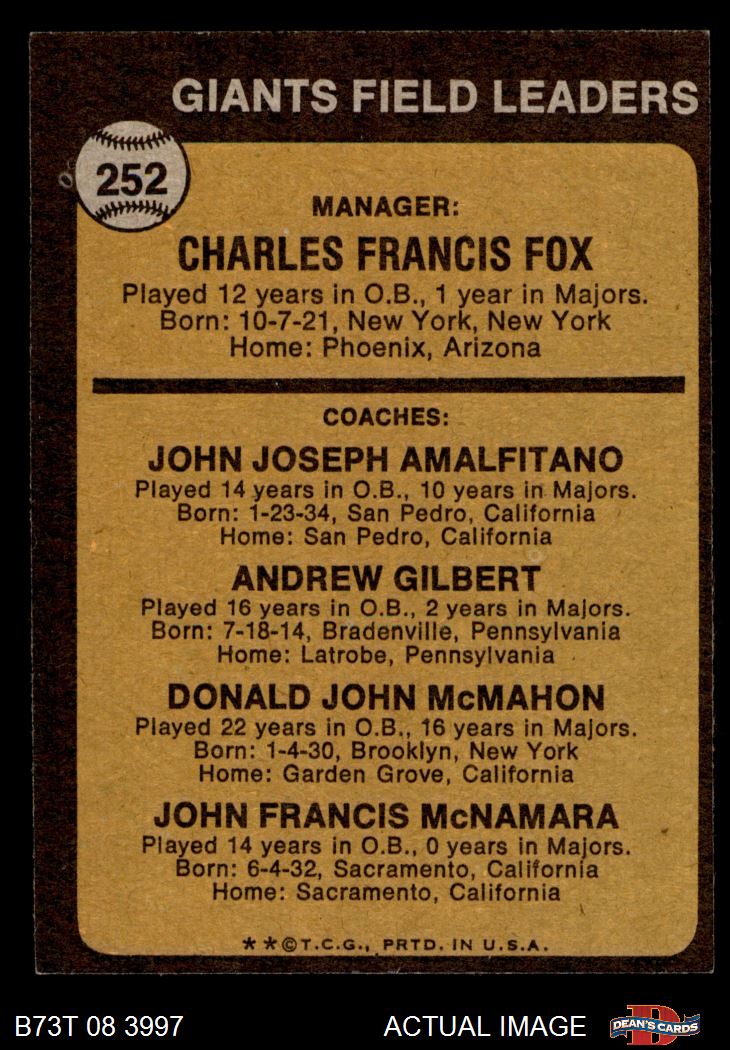 GIANTS FIELD LEADERS
252
MANAGER:
CHARLES FRANCIS FOX
Played 12 years in O.B., 1 year in Majors.
Born: 10-7-21, New York, New York
Home: Phoenix, Arizona
COACHES:
JOHN JOSEPH AMALFITANO
Played 14 years in O.B., 10 years in Majors.
Born: 1-23-34, San Pedro, California
Home: San Pedro, California
ANDREW GILBERT
Played 16 years in O.B., 2 years in Majors.
Born: 7-18-14, Bradenville, Pennsylvania
Home: Latrobe, Pennsylvania
DONALD JOHN McMAHON
Played 22 years in O.B., 16 years in Majors.
Born: 1-4-30, Brooklyn, New York
Home: Garden Grove, California
JOHN FRANCIS McNAMARA
Played 14 years in O.B., 0 years in Majors.
Born: 6-4-32, Sacramento, California
Home: Sacramento, California
**©T.C.G., PRTD. IN U.S.A.
B73T 08 3997 ACTUAL IMAGE
D
DEAN'S CARDS